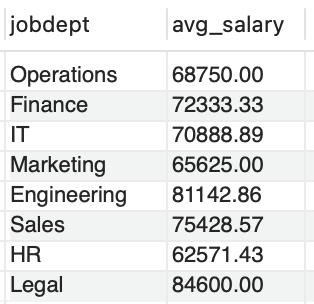 jobdept avg_salary
Operations 68750.00
Finance 72333.33
IT 70888.89
Marketing 65625.00
Engineering 81142.86
Sales 75428.57
HR 62571.43
Legal 84600.00